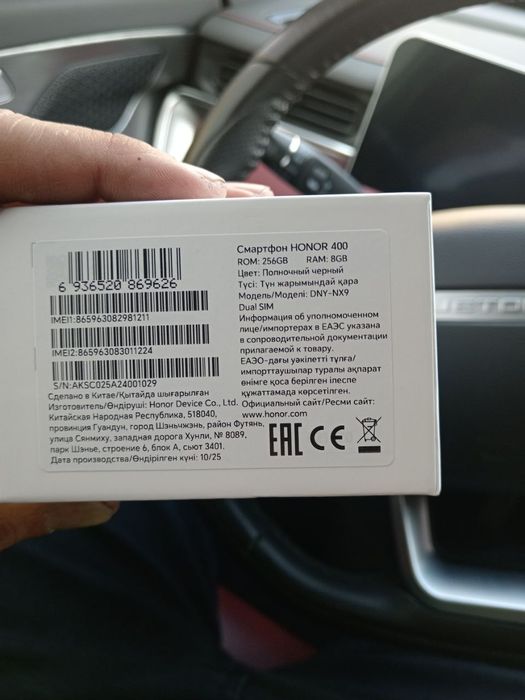 6 936520 869626
IMEI1:865963082981211
IMEI2:865963083011224
S/N:AKSC025A24001029
Сделано в Китае/Қытайда шығарылған
Изготовитель/Өндіруші: Honor Device Co., Ltd.
Китайская Народная Республика, 518040,
провинция Гуандун, город Шэньчжэнь, район Футянь,
улица Сянмиху, западная дорога Хунли, № 8089,
парк Шэнье, строение 6, блок А, сьют 3401.
Дата производства/Өндірілген күні: 10/25
Смартфон HONOR 400
ROM: 256GB RAM: 8GB
Цвет: Полночный черный
Түсі: Түн жарымындай қара
Модель/Моделі: DNY-NX9
Dual SIM
Информация об уполномоченном
лице/импортерах в ЕАЭС указана
в сопроводительной документации
прилагаемой к товару.
ЕАЭО-дағы уәкілетті тұлға/
импорттаушылар туралы ақпарат
өнімге қоса берілген ілеспе
құжаттамада көрсетілген.
Официальный сайт/Ресми сайт:
www.honor.com
EAC CE
JETO